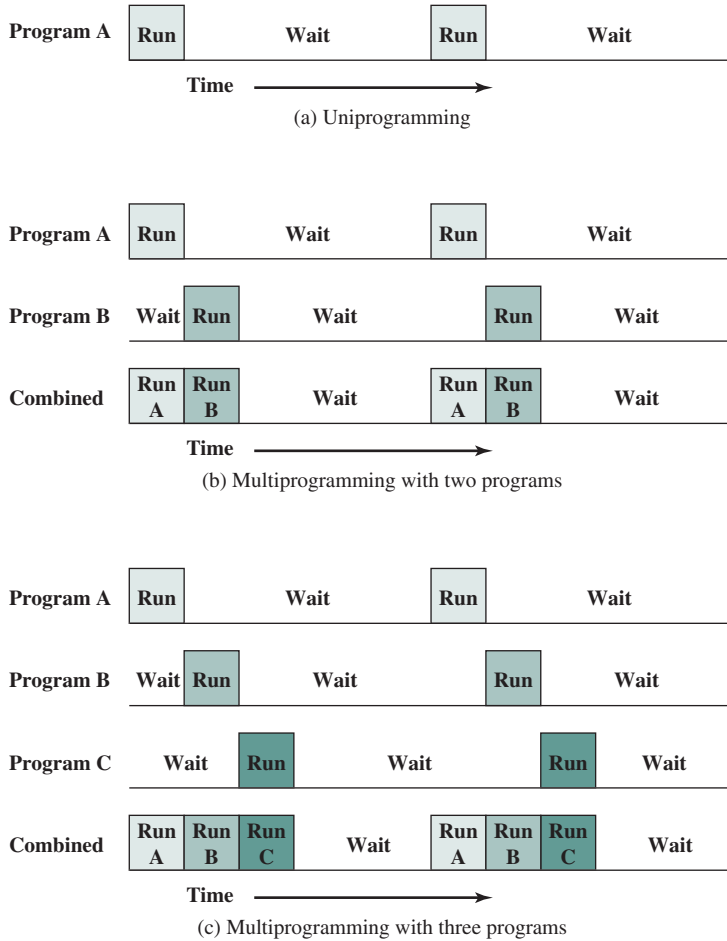 Program A Run Wait Run Wait
Time
(a) Uniprogramming
Program A Run Wait Run Wait
Program B Wait Run Wait Run Wait
Combined Run A Run B Wait Run A Run B Wait
Time
(b) Multiprogramming with two programs
Program A Run Wait Run Wait
Program B Wait Run Wait Run Wait
Program C Wait Run Wait Run Wait
Combined Run A Run B Run C Wait Run A Run B Run C Wait
Time
(c) Multiprogramming with three programs